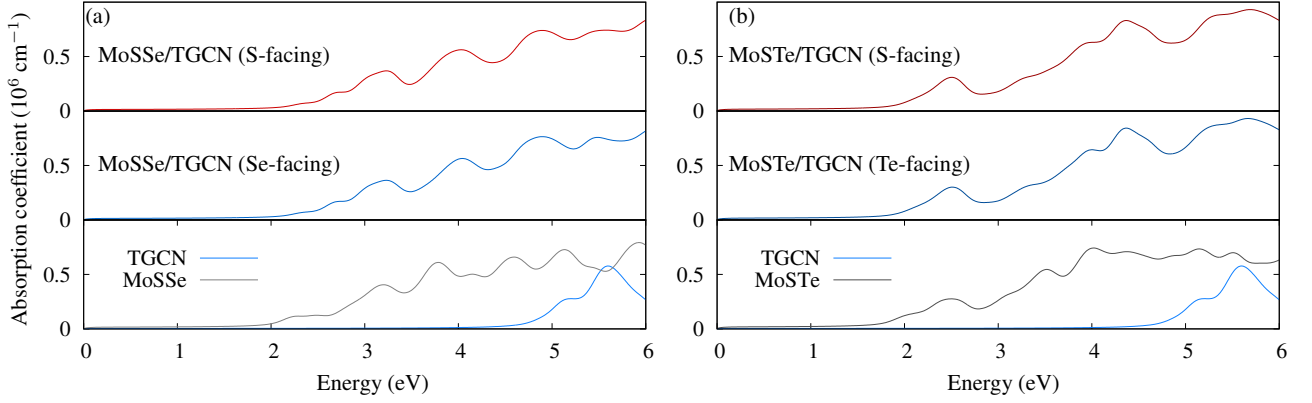 (a)
MoSSe/TGCN (S-facing)
0.5
0
MoSSe/TGCN (Se-facing)
0.5
0
TGCN
MoSSe
0.5
0
0 1 2 3 4 5 6
Energy (eV)
Absorption coefficient (10⁶ cm⁻¹)
(b)
MoSTe/TGCN (S-facing)
0.5
0
MoSTe/TGCN (Te-facing)
0.5
0
TGCN
MoSTe
0.5
0
0 1 2 3 4 5 6
Energy (eV)